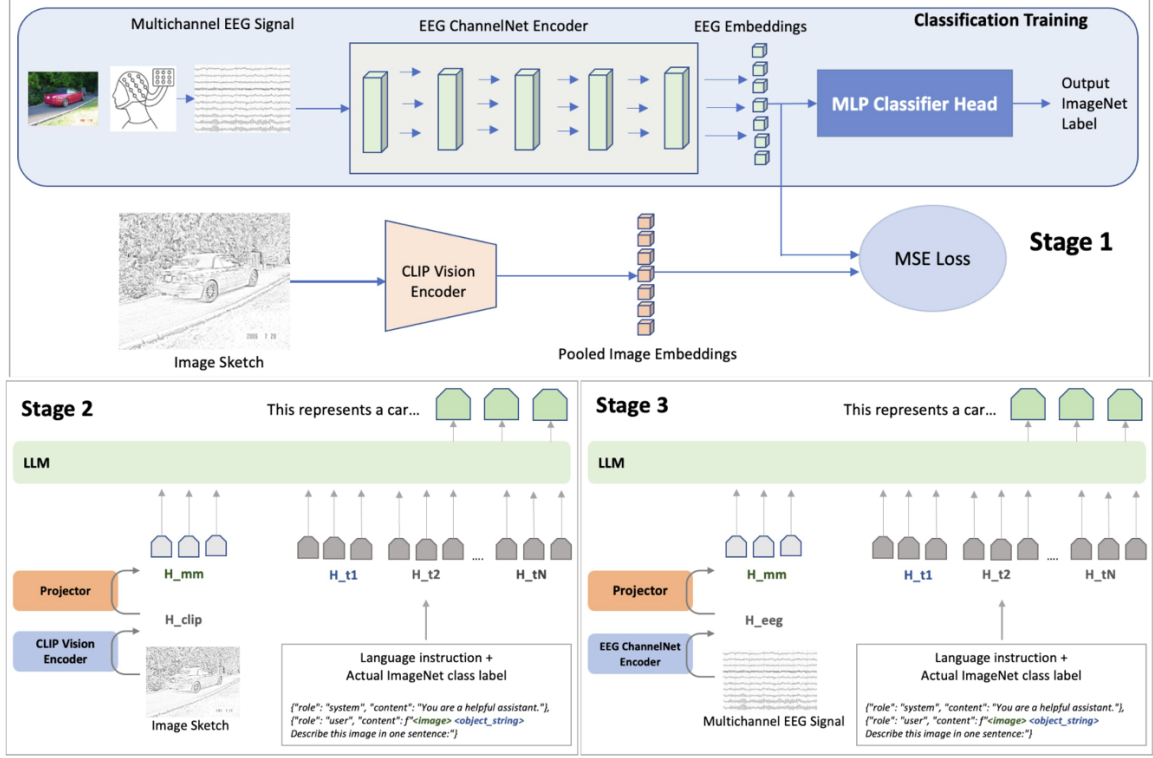 Multichannel EEG Signal
EEG ChannelNet Encoder
EEG Embeddings
Classification Training
MLP Classifier Head
Output
ImageNet
Label
CLIP Vision
Encoder
MSE Loss
Stage 1
Image Sketch
Pooled Image Embeddings
Stage 2
This represents a car...
LLM
H_mm
H_t1
H_t2
....
H_tN
Projector
H_clip
CLIP Vision
Encoder
Image Sketch
Language instruction +
Actual ImageNet class label
{"role": "system", "content": "You are a helpful assistant."},
{"role": "user", "content": f"<image> <object_string>
Describe this image in one sentence:"}
Stage 3
This represents a car...
LLM
H_mm
H_t1
H_t2
....
H_tN
Projector
H_eeg
EEG ChannelNet
Encoder
Multichannel EEG Signal
Language instruction +
Actual ImageNet class label
{"role": "system", "content": "You are a helpful assistant."},
{"role": "user", "content": f"<image> <object_string>
Describe this image in one sentence:"}